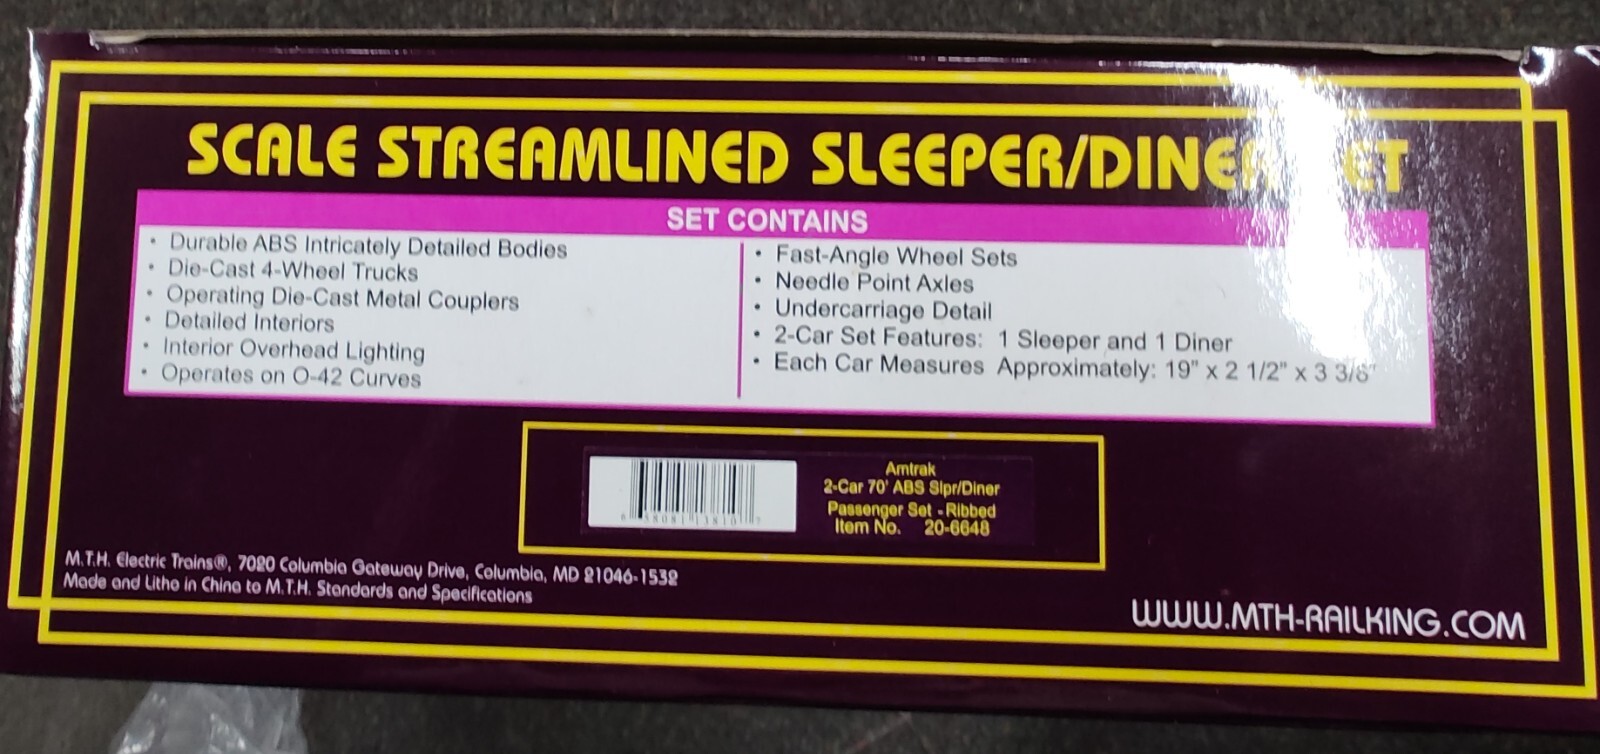 SCALE STREAMLINED SLEEPER/DINER SET
SET CONTAINS
• Durable ABS Intricately Detailed Bodies
• Die-Cast 4-Wheel Trucks
• Operating Die-Cast Metal Couplers
• Detailed Interiors
• Interior Overhead Lighting
• Operates on O-42 Curves
• Fast-Angle Wheel Sets
• Needle Point Axles
• Undercarriage Detail
• 2-Car Set Features: 1 Sleeper and 1 Diner
• Each Car Measures Approximately: 19” x 2 1/2” x 3 3/8”
Amtrak
2-Car 70' ABS Slpr/Diner
Passenger Set - Ribbed
Item No. 20-6648
M.T.H. Electric Trains®, 7020 Columbia Gateway Drive, Columbia, MD 21046-1532
Made and Litho in China to M.T.H. Standards and Specifications
WWW.MTH-RAILKING.COM